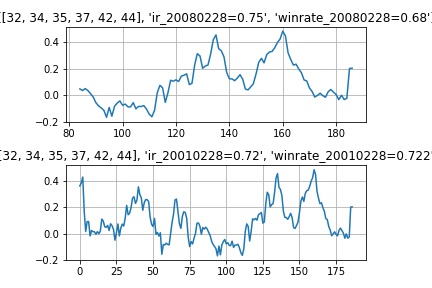 [[32, 34, 35, 37, 42, 44], 'ir_20080228=0.75', 'winrate_20080228=0.68']
0.4
0.2
0.0
−0.2
80 100 120 140 160 180
[32, 34, 35, 37, 42, 44], 'ir_20010228=0.72', 'winrate_20010228=0.722'
0.4
0.2
0.0
−0.2
0 25 50 75 100 125 150 175